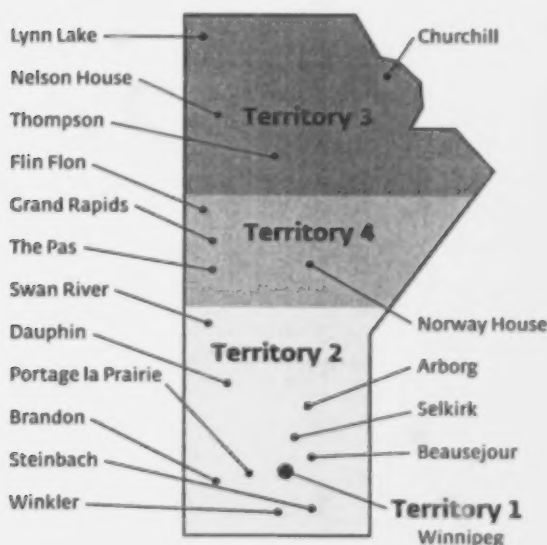 Lynn Lake
Churchill
Nelson House
Territory 3
Thompson
Flin Flon
Grand Rapids
Territory 4
The Pas
Swan River
Norway House
Dauphin
Territory 2
Portage la Prairie
Arborg
Brandon
Selkirk
Steinbach
Beausejour
Winkler
Territory 1
Winnipeg